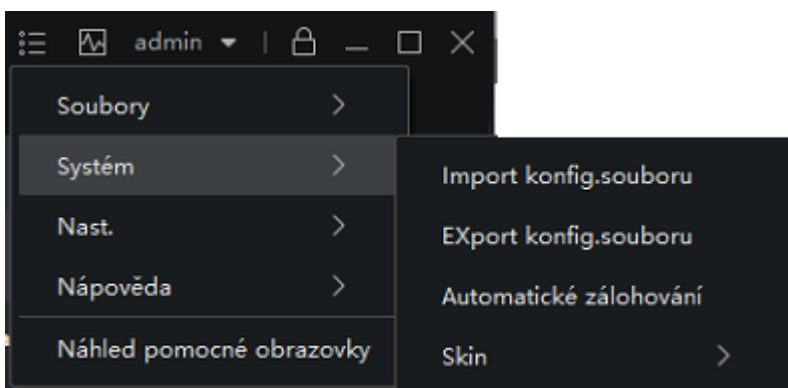 admin
Soubory
Systém
Nast.
Nápověda
Náhled pomocné obrazovky
Import konfig.souboru
EXport konfig.souboru
Automatické zálohování
Skin